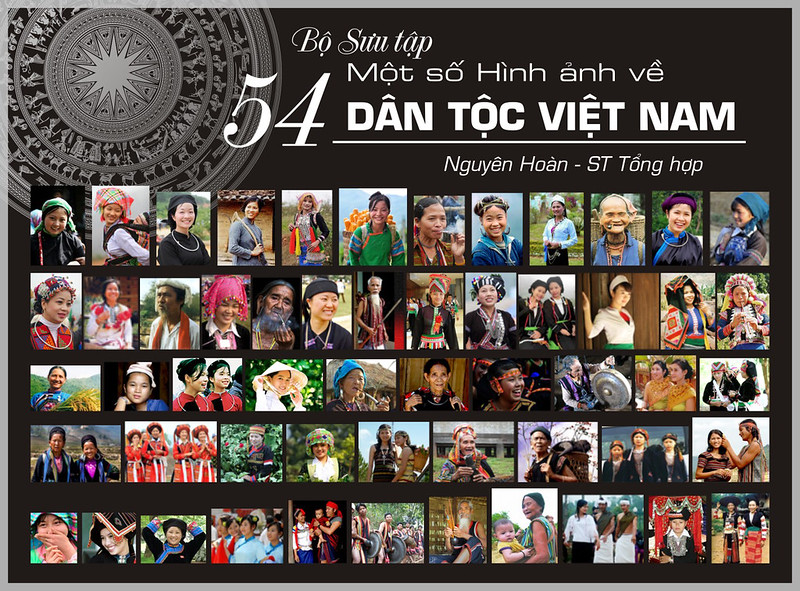 Bộ Sưu tập
54 Một số Hình ảnh về
DÂN TỘC VIỆT NAM
Nguyên Hoàn - ST Tổng hợp